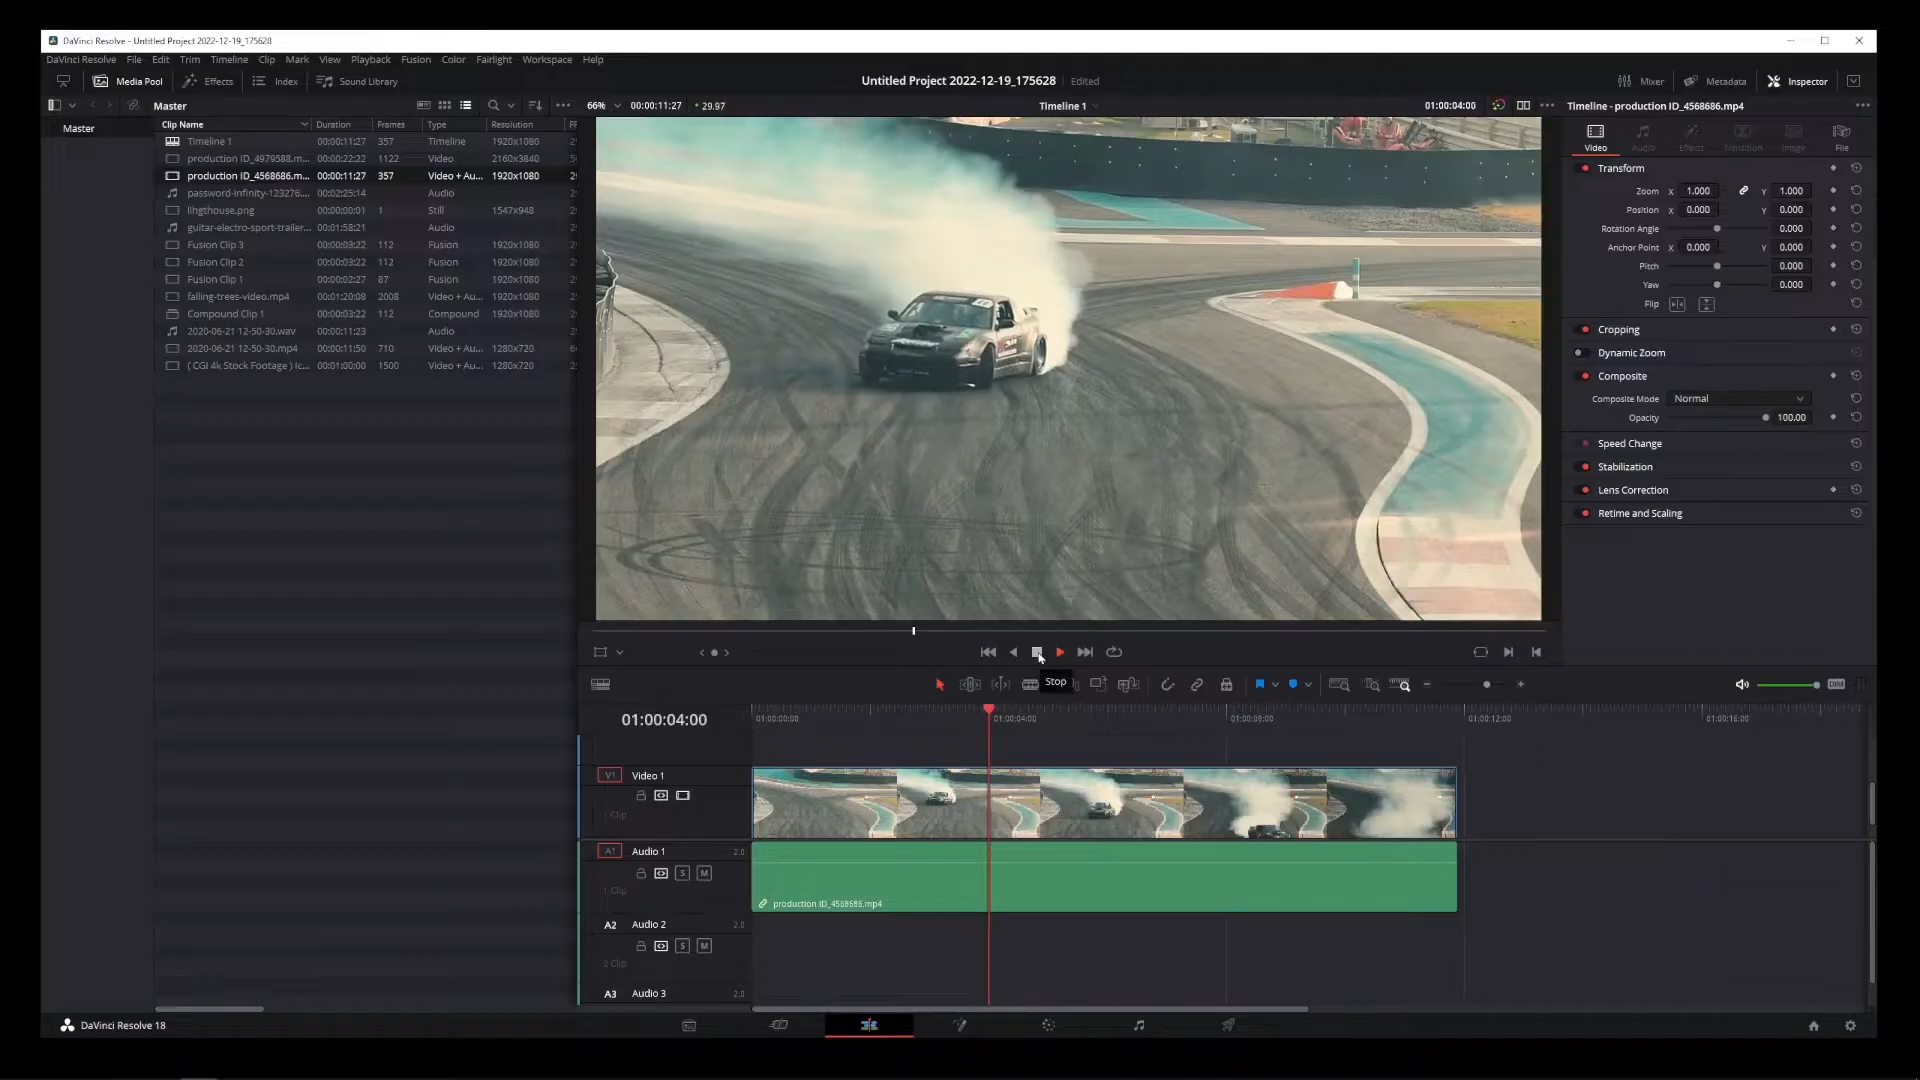 DaVinci Resolve - Untitled Project 2022-12-19_175628
DaVinci Resolve File Edit Trim Timeline Clip Mark View Playback Fusion Color Fairlight Workspace Help
Media Pool Effects Index Sound Library Untitled Project 2022-12-19_175628 Edited Mixer Metadata Inspector
Master 66% 00:00:11:27 29.97 Timeline 1 01:00:04:00 Timeline - production ID_4568686.mp4
Master
Clip Name Duration Frames Type Resolution
Timeline 1 00:00:11:27 357 Timeline 1920x1080
production ID_4979588.m... 00:00:22:22 1122 Video 2160x3840
production ID_4568686.m... 00:00:11:27 357 Video + Au... 1920x1080
password-infinity-123276... 00:02:25:14 Audio
lihgthouse.png 00:00:00:01 1 Still 1547x948
guitar-electro-sport-trailer... 00:01:58:21 Audio
Fusion Clip 3 00:00:03:22 112 Fusion 1920x1080
Fusion Clip 2 00:00:03:22 112 Fusion 1920x1080
Fusion Clip 1 00:00:02:27 87 Fusion 1920x1080
falling-trees-video.mp4 00:01:20:08 2008 Video + Au... 1920x1080
Compound Clip 1 00:00:03:22 112 Compound 1920x1080
2020-06-21 12-50-30.wav 00:00:11:23 Audio
2020-06-21 12-50-30.mp4 00:00:11:50 710 Video + Au... 1280x720
( CGI 4k Stock Footage ) Ic... 00:01:00:00 1500 Video + Au... 1280x720
Video Audio Effects Transition Image File
Transform
Zoom X 1.000 Y 1.000
Position X 0.000 Y 0.000
Rotation Angle 0.000
Anchor Point X 0.000 Y 0.000
Pitch 0.000
Yaw 0.000
Flip
Cropping
Dynamic Zoom
Composite
Composite Mode Normal
Opacity 100.00
Speed Change
Stabilization
Lens Correction
Retime and Scaling
Stop
DIM
01:00:04:00 01:00:00:00 01:00:04:00 01:00:08:00 01:00:12:00 01:00:16:00
V1 Video 1
Clip
A1 Audio 1 2.0
S M
1 Clip
production ID_4568686.mp4
A2 Audio 2 2.0
S M
0 Clip
A3 Audio 3 2.0
DaVinci Resolve 18